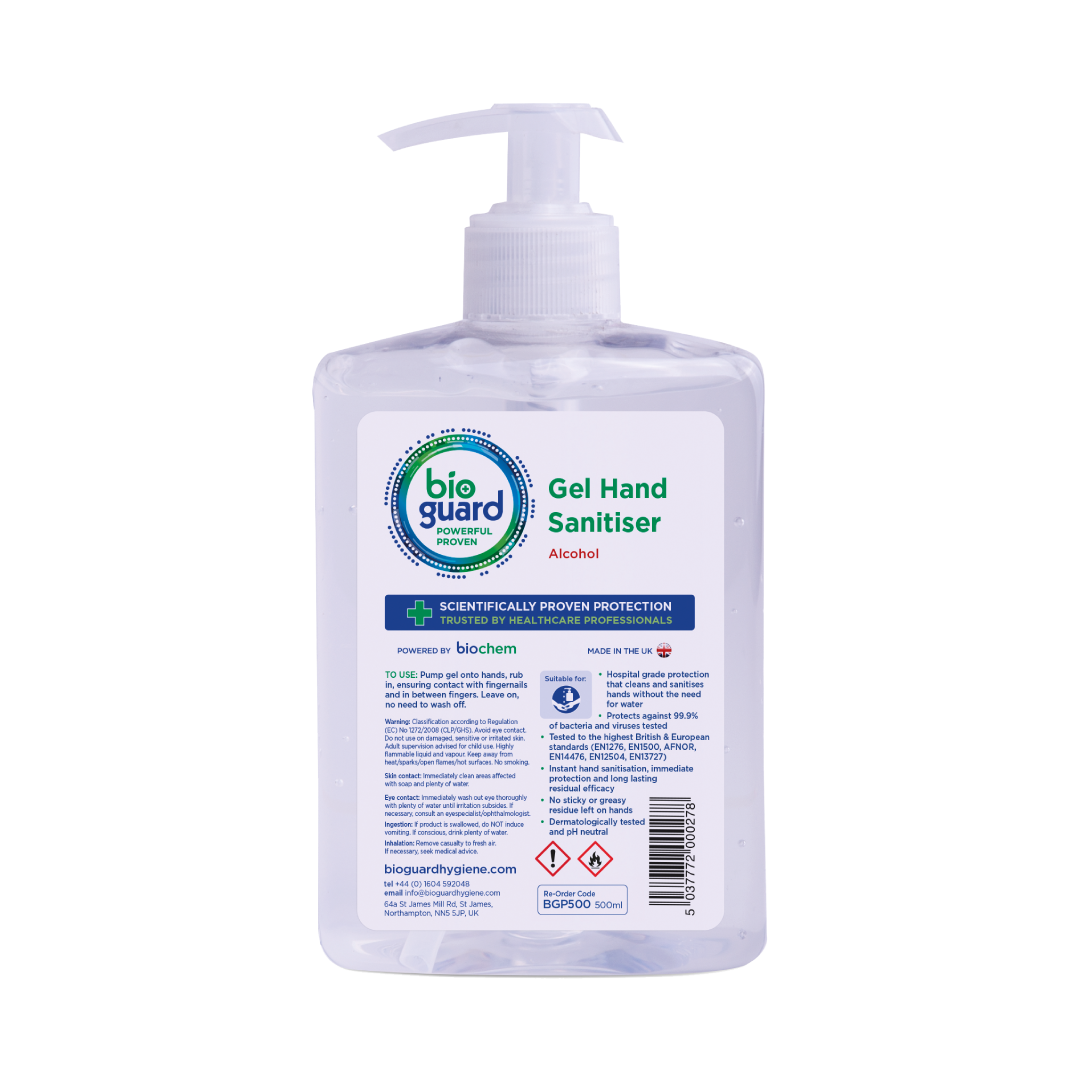 bio
guard
POWERFUL
PROVEN
Gel Hand
Sanitiser
Alcohol
SCIENTIFICALLY PROVEN PROTECTION
TRUSTED BY HEALTHCARE PROFESSIONALS
POWERED BY biochem
MADE IN THE UK
TO USE: Pump gel onto hands, rub
in, ensuring contact with fingernails
and in between fingers. Leave on,
no need to wash off.
Warning: Classification according to Regulation
(EC) No 1272/2008 (CLP/GHS). Avoid eye contact.
Do not use on damaged, sensitive or irritated skin.
Adult supervision advised for child use. Highly
flammable liquid and vapour. Keep away from
heat/sparks/open flames/hot surfaces. No smoking.
Skin contact: Immediately clean areas affected
with soap and plenty of water.
Eye contact: Immediately wash out eye thoroughly
with plenty of water until irritation subsides. If
necessary, consult an eyespecialist/ophthalmologist.
Ingestion: If product is swallowed, do NOT induce
vomiting. If conscious, drink plenty of water.
Inhalation: Remove casualty to fresh air.
If necessary, seek medical advice.
bioguardhygiene.com
tel +44 (0) 1604 592048
email info@bioguardhygiene.com
64a St James Mill Rd, St James,
Northampton, NN5 5JP, UK
Suitable for:
• Hospital grade protection
that cleans and sanitises
hands without the need
for water
• Protects against 99.9%
of bacteria and viruses tested
• Tested to the highest British & European
standards (EN1276, EN1500, AFNOR,
EN14476, EN12504, EN13727)
• Instant hand sanitisation, immediate
protection and long lasting
residual efficacy
• No sticky or greasy
residue left on hands
• Dermatologically tested
and pH neutral
Re-Order Code
BGP500 500ml
5 037772 000278